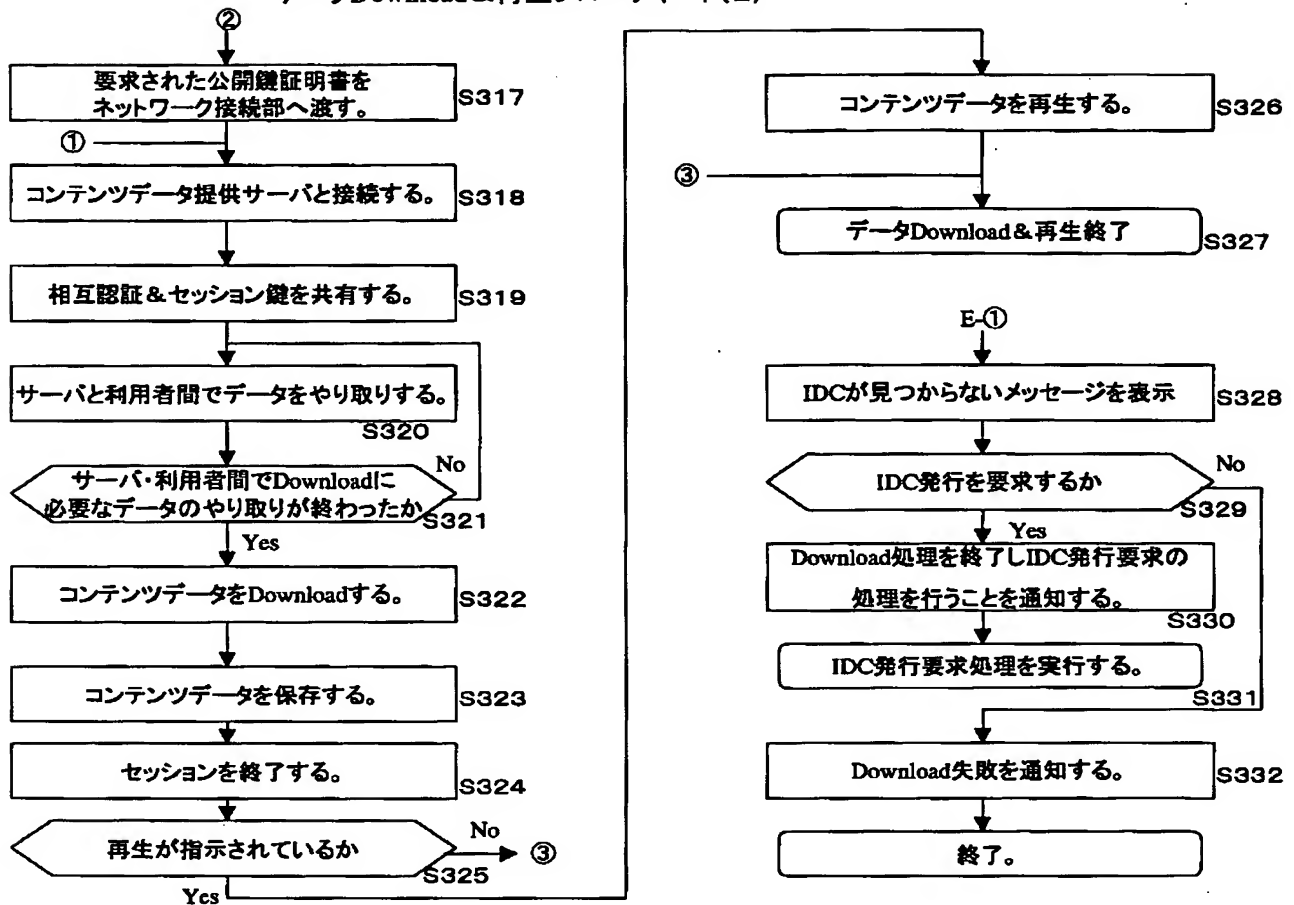 ②
要求された公開鍵証明書を
ネットワーク接続部へ渡す。
S317
①
コンテンツデータ提供サーバと接続する。
S318
相互認証&セッション鍵を共有する。
S319
サーバと利用者間でデータをやり取りする。
S320
サーバ・利用者間でDownloadに
必要なデータのやり取りが終わったか
S321
No
Yes
コンテンツデータをDownloadする。
S322
コンテンツデータを保存する。
S323
セッションを終了する。
S324
再生が指示されているか
S325
No
③
Yes
コンテンツデータを再生する。
S326
③
データDownload&再生終了
S327
E-①
IDCが見つからないメッセージを表示
S328
IDC発行を要求するか
No
S329
Yes
Download処理を終了しIDC発行要求の
処理を行うことを通知する。
S330
IDC発行要求処理を実行する。
S331
Download失敗を通知する。
S332
終了。